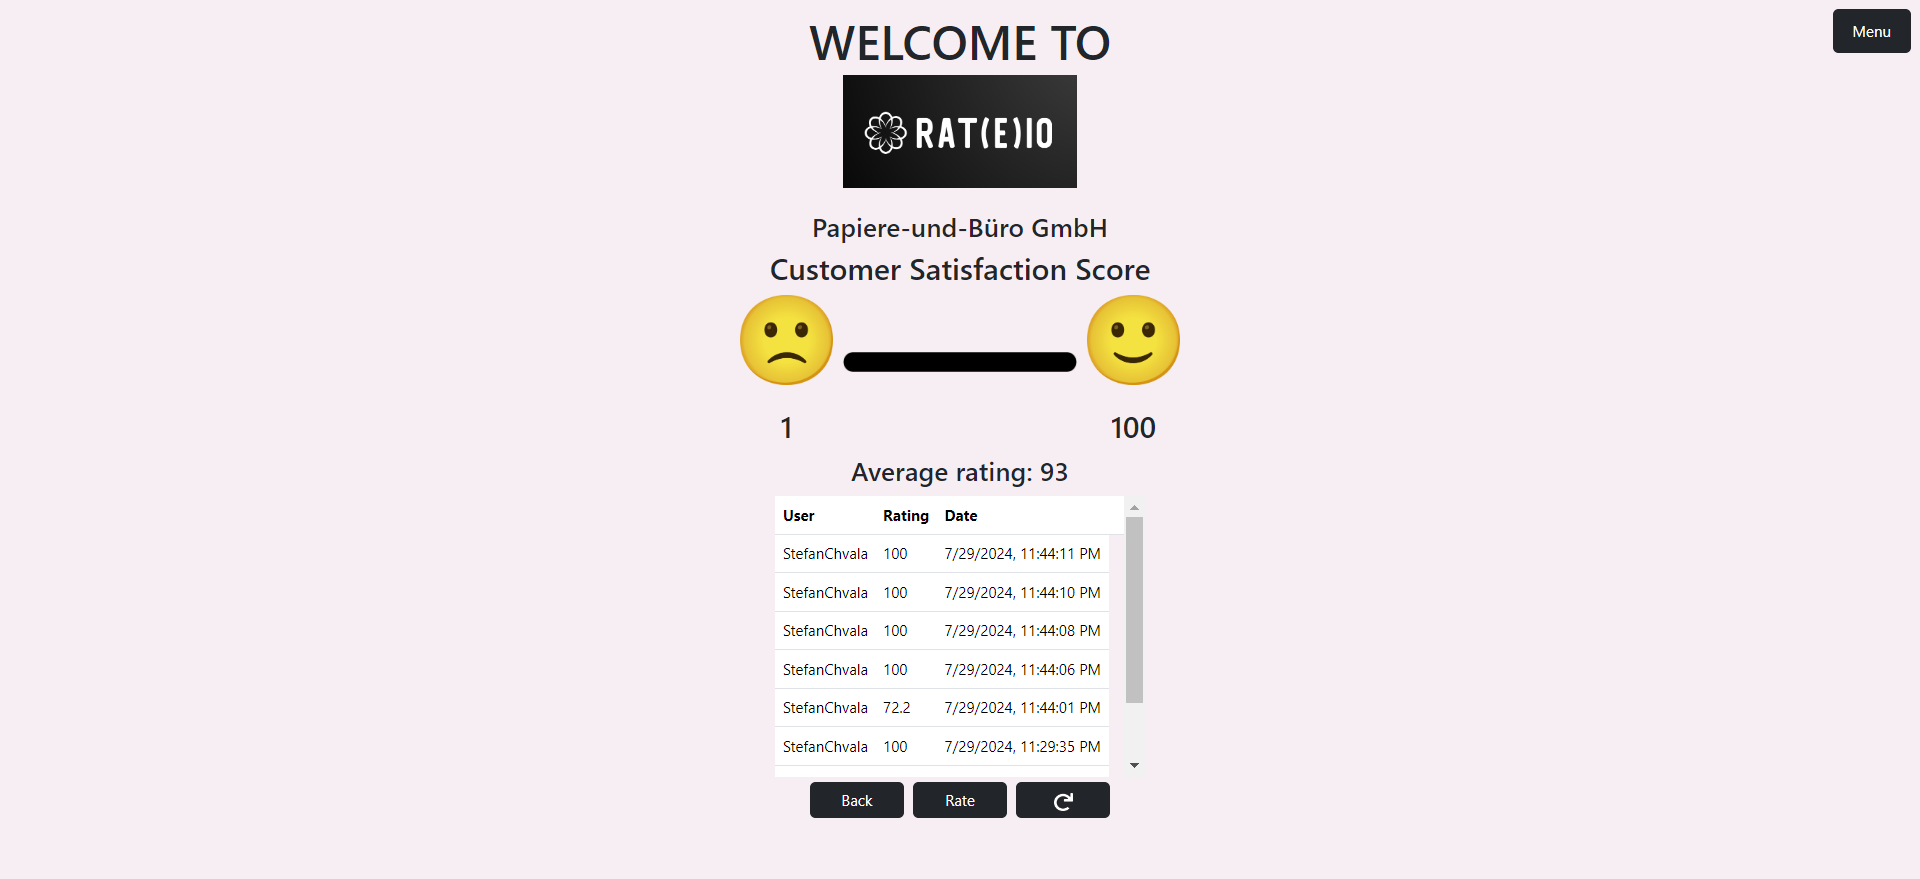 WELCOME TO
Menu
RAT(E)IO
Papiere-und-Büro GmbH
Customer Satisfaction Score
1 100
Average rating: 93
User Rating Date
StefanChvala 100 7/29/2024, 11:44:11 PM
StefanChvala 100 7/29/2024, 11:44:10 PM
StefanChvala 100 7/29/2024, 11:44:08 PM
StefanChvala 100 7/29/2024, 11:44:06 PM
StefanChvala 72.2 7/29/2024, 11:44:01 PM
StefanChvala 100 7/29/2024, 11:29:35 PM
Back Rate